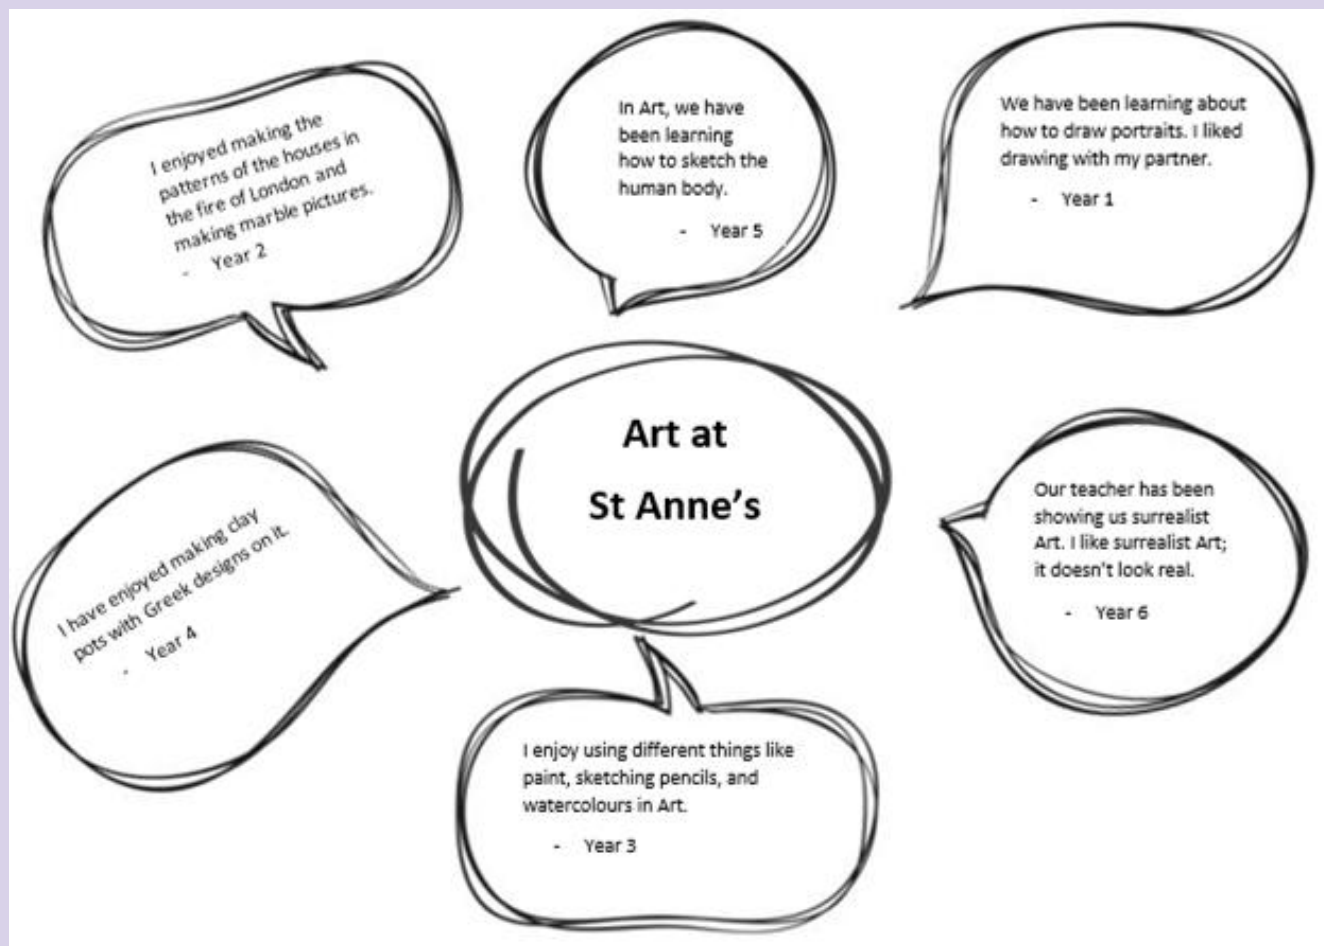 I enjoyed making the
patterns of the houses in
the fire of London and
making marble pictures.
- Year 2
In Art, we have
been learning
how to sketch the
human body.
- Year 5
We have been learning about
how to draw portraits. I liked
drawing with my partner.
- Year 1
Art at
St Anne's
I have enjoyed making clay
pots with Greek designs on it.
- Year 4
Our teacher has been
showing us surrealist
Art. I like surrealist Art;
it doesn't look real.
- Year 6
I enjoy using different things like
paint, sketching pencils, and
watercolours in Art.
- Year 3